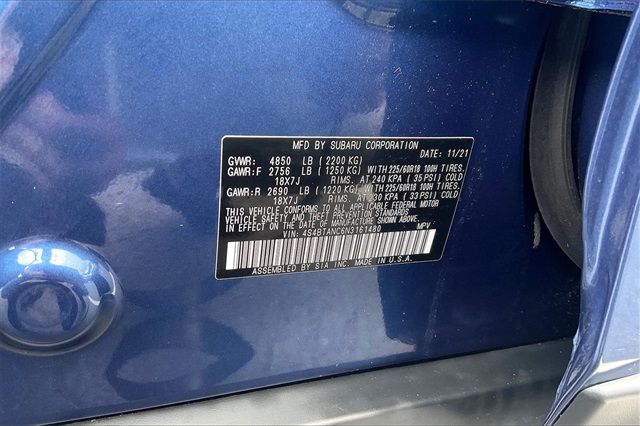 MFD BY SUBARU CORPORATION
GVWR: 4850 LB (2200 KG) DATE: 11/21
GAWR:F 2756 LB (1250 KG) WITH 225/60R18 100H TIRES,
18X7J RIMS, AT 240 KPA (35 PSI) COLD
GAWR:R 2690 LB (1220 KG) WITH 225/60R18 100H TIRES,
18X7J RIMS, AT 230 KPA (33 PSI) COLD
THIS VEHICLE CONFORMS TO ALL APPLICABLE FEDERAL MOTOR
VEHICLE SAFETY AND THEFT PREVENTION STANDARDS
IN EFFECT ON THE DATE OF MANUFACTURE SHOWN ABOVE.
VIN: 4S4BTANC6N3161480 MPV
ASSEMBLED BY SIA INC. MADE IN U.S.A.